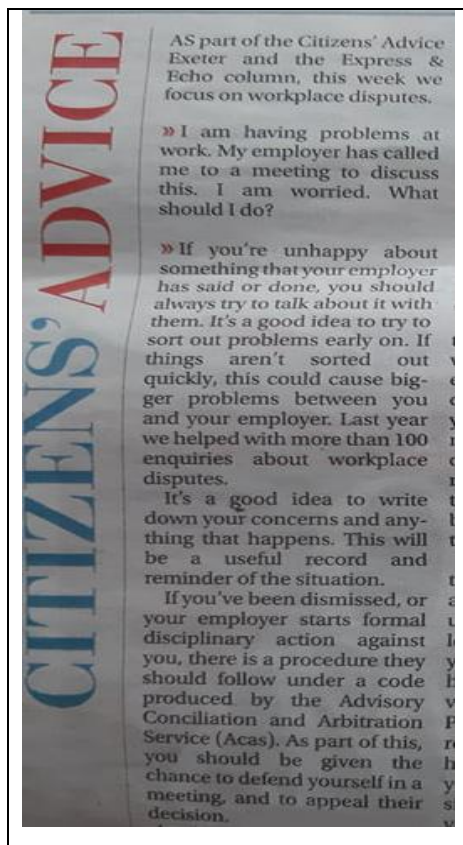 CITIZENS' ADVICE
AS part of the Citizens' Advice
Exeter and the Express &
Echo column, this week we
focus on workplace disputes.
» I am having problems at
work. My employer has called
me to a meeting to discuss
this. I am worried. What
should I do?
» If you're unhappy about
something that your employer
has said or done, you should
always try to talk about it with
them. It's a good idea to try to
sort out problems early on. If
things aren't sorted out
quickly, this could cause big-
ger problems between you
and your employer. Last year
we helped with more than 100
enquiries about workplace
disputes.
It's a good idea to write
down your concerns and any-
thing that happens. This will
be a useful record and
reminder of the situation.
If you've been dismissed, or
your employer starts formal
disciplinary action against
you, there is a procedure they
should follow under a code
produced by the Advisory
Conciliation and Arbitration
Service (Acas). As part of this,
you should be given the
chance to defend yourself in a
meeting, and to appeal their
decision.